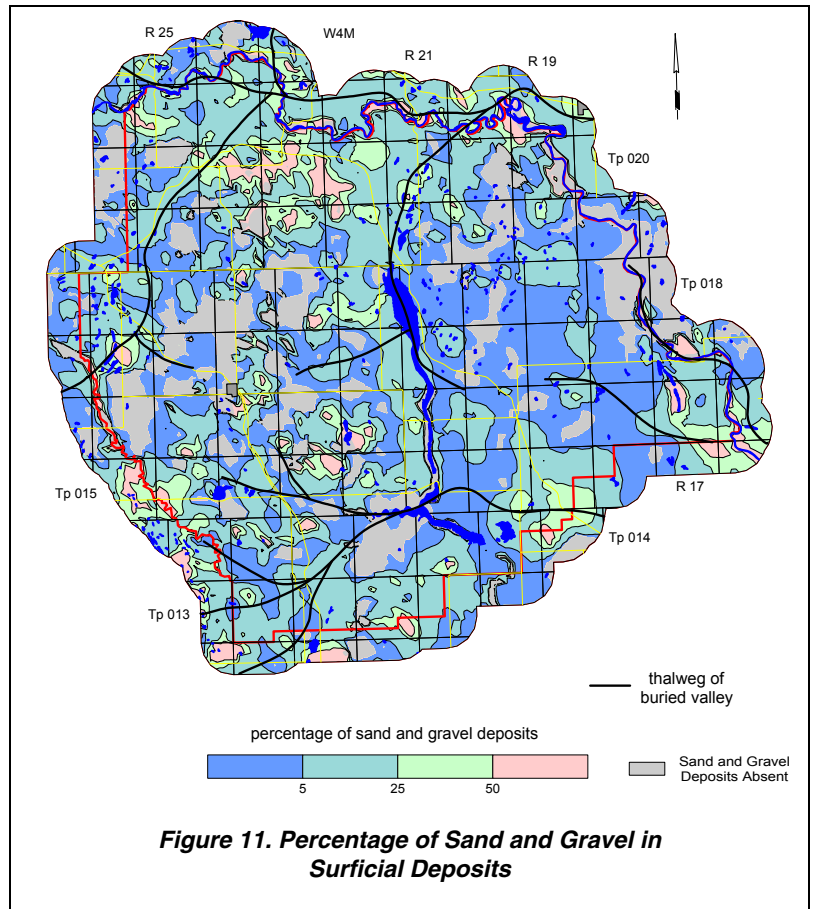 R 25
W4M
R 21
R 19
Tp 020
Tp 018
Tp 015
R 17
Tp 014
Tp 013
thalweg of
buried valley
percentage of sand and gravel deposits
5
25
50
Sand and Gravel
Deposits Absent
Figure 11. Percentage of Sand and Gravel in
Surficial Deposits